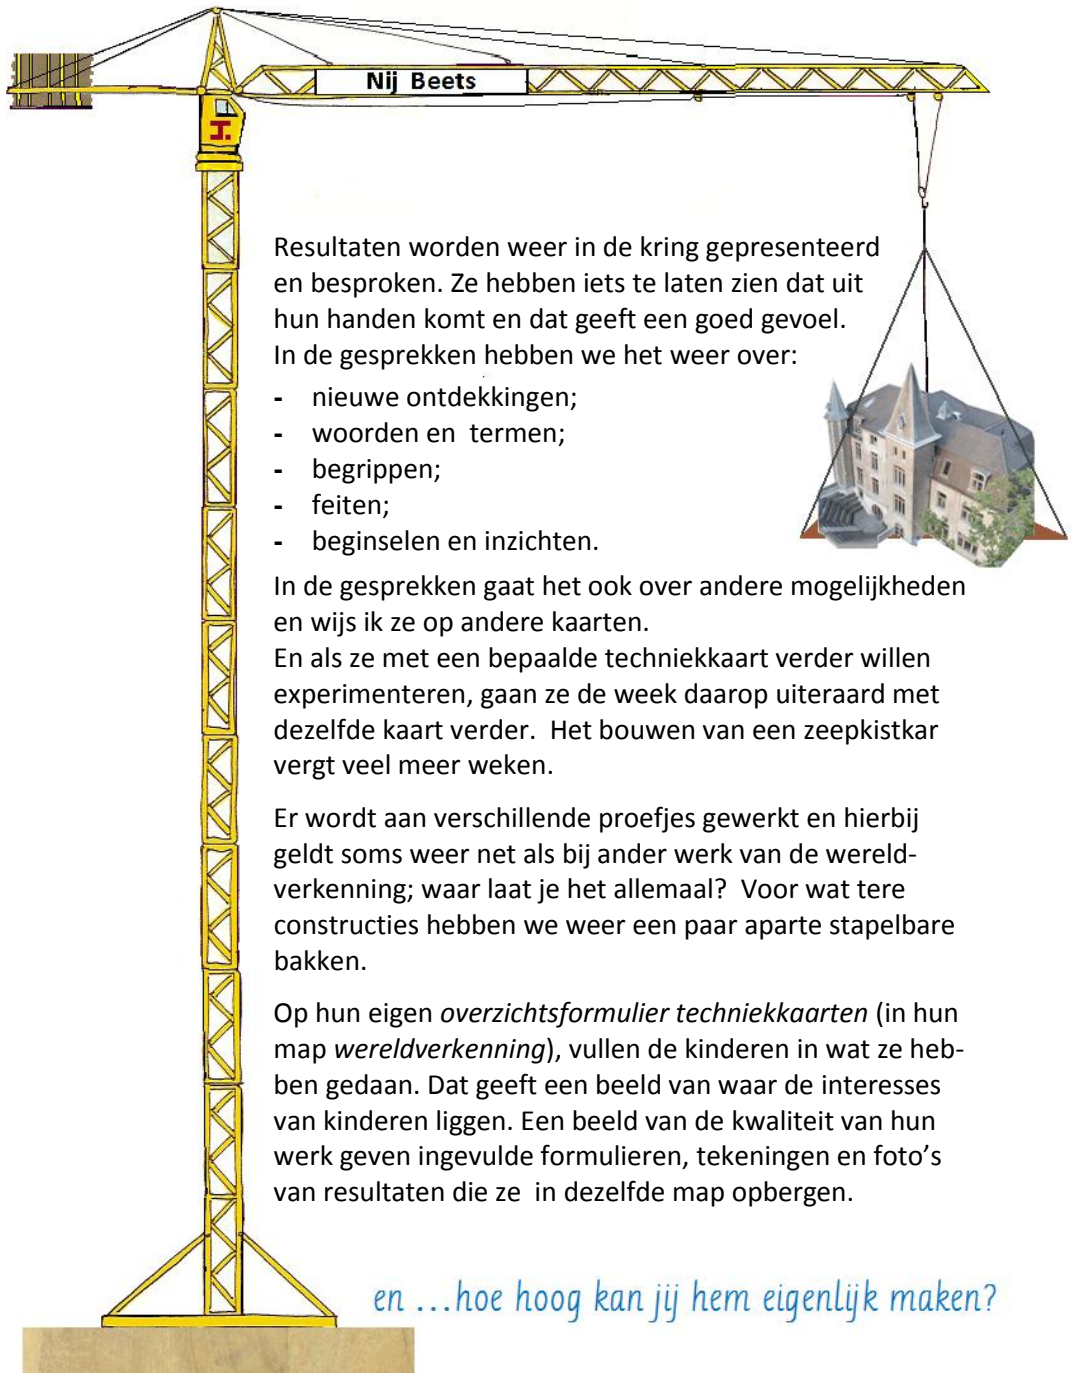 Nij Beets
J.
Resultaten worden weer in de kring gepresenteerd
en besproken. Ze hebben iets te laten zien dat uit
hun handen komt en dat geeft een goed gevoel.
In de gesprekken hebben we het weer over:
- nieuwe ontdekkingen;
- woorden en  termen;
- begrippen;
- feiten;
- beginselen en inzichten.
In de gesprekken gaat het ook over andere mogelijkheden
en wijs ik ze op andere kaarten.
En als ze met een bepaalde techniekkaart verder willen
experimenteren, gaan ze de week daarop uiteraard met
dezelfde kaart verder.  Het bouwen van een zeepkistkar
vergt veel meer weken.
Er wordt aan verschillende proefjes gewerkt en hierbij
geldt soms weer net als bij ander werk van de wereld-
verkenning; waar laat je het allemaal?  Voor wat tere
constructies hebben we weer een paar aparte stapelbare
bakken.
Op hun eigen overzichtsformulier techniekkaarten (in hun
map wereldverkenning), vullen de kinderen in wat ze heb-
ben gedaan. Dat geeft een beeld van waar de interesses
van kinderen liggen. Een beeld van de kwaliteit van hun
werk geven ingevulde formulieren, tekeningen en foto’s
van resultaten die ze  in dezelfde map opbergen.
en ...hoe hoog kan jij hem eigenlijk maken?